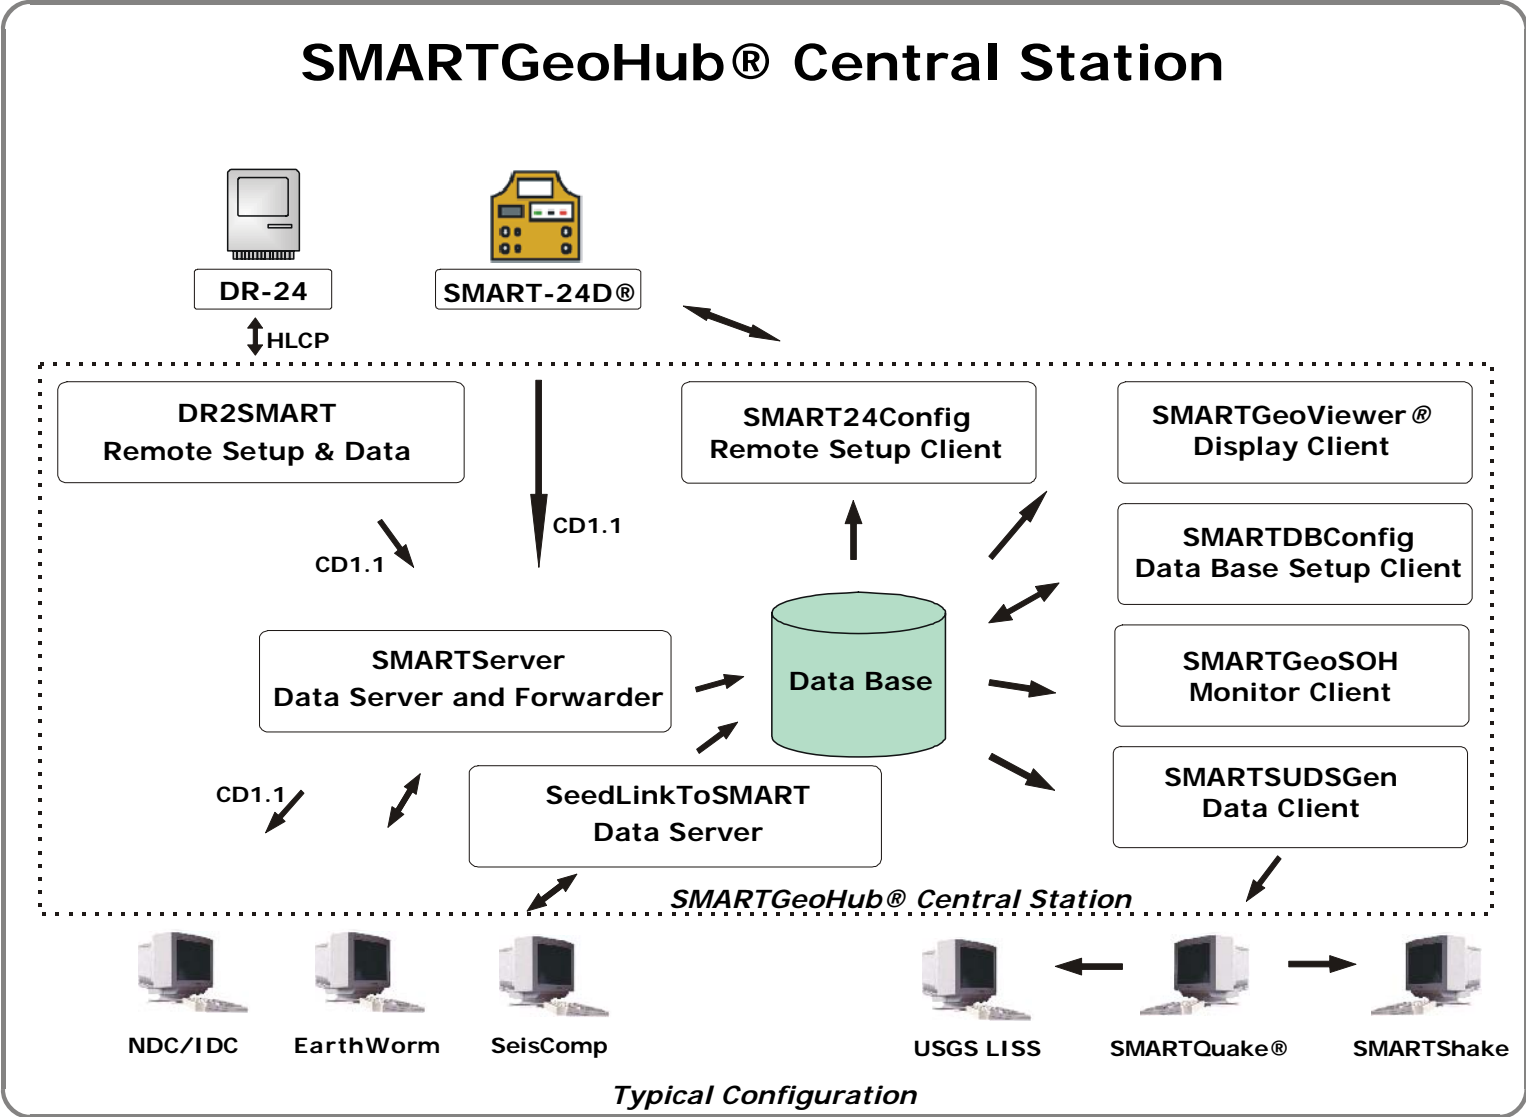 SMARTGeoHub® Central Station
DR-24
SMART-24D®
HLCP
DR2SMART
Remote Setup & Data
SMART24Config
Remote Setup Client
SMARTGeoViewer®
Display Client
CD1.1
CD1.1
SMARTDBConfig
Data Base Setup Client
SMARTServer
Data Server and Forwarder
Data Base
SMARTGeoSOH
Monitor Client
CD1.1
SeedLinkToSMART
Data Server
SMARTSUDSGen
Data Client
SMARTGeoHub® Central Station
NDC/IDC
EarthWorm
SeisComp
USGS LISS
SMARTQuake®
SMARTShake
Typical Configuration